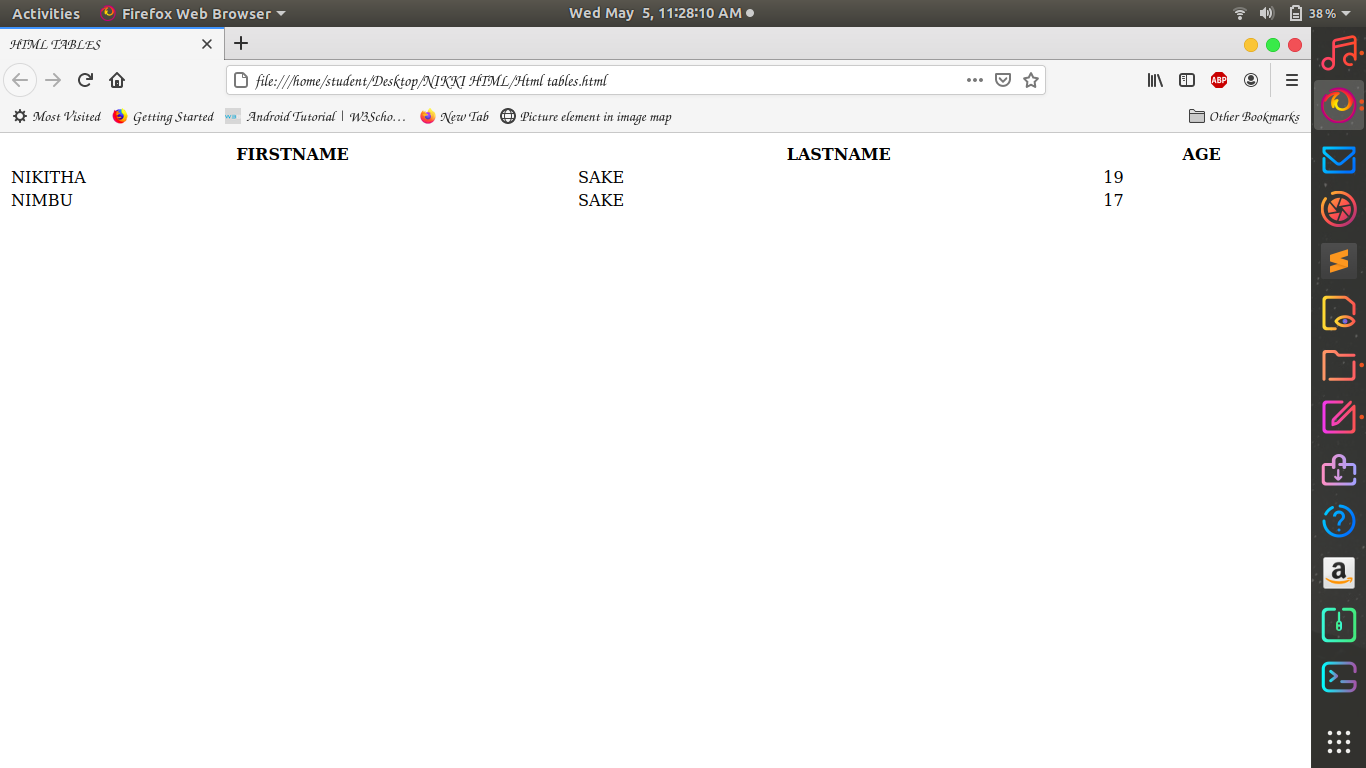 Activities Firefox Web Browser Wed May 5, 11:28:10 AM 38%
HTML TABLES
file:///home/student/Desktop/NIKKI HTML/Html tables.html ABP
Most Visited Getting Started w3 Android Tutorial | W3Scho… New Tab Picture element in image map Other Bookmarks
FIRSTNAME LASTNAME AGE
NIKITHA SAKE 19
NIMBU SAKE 17
a